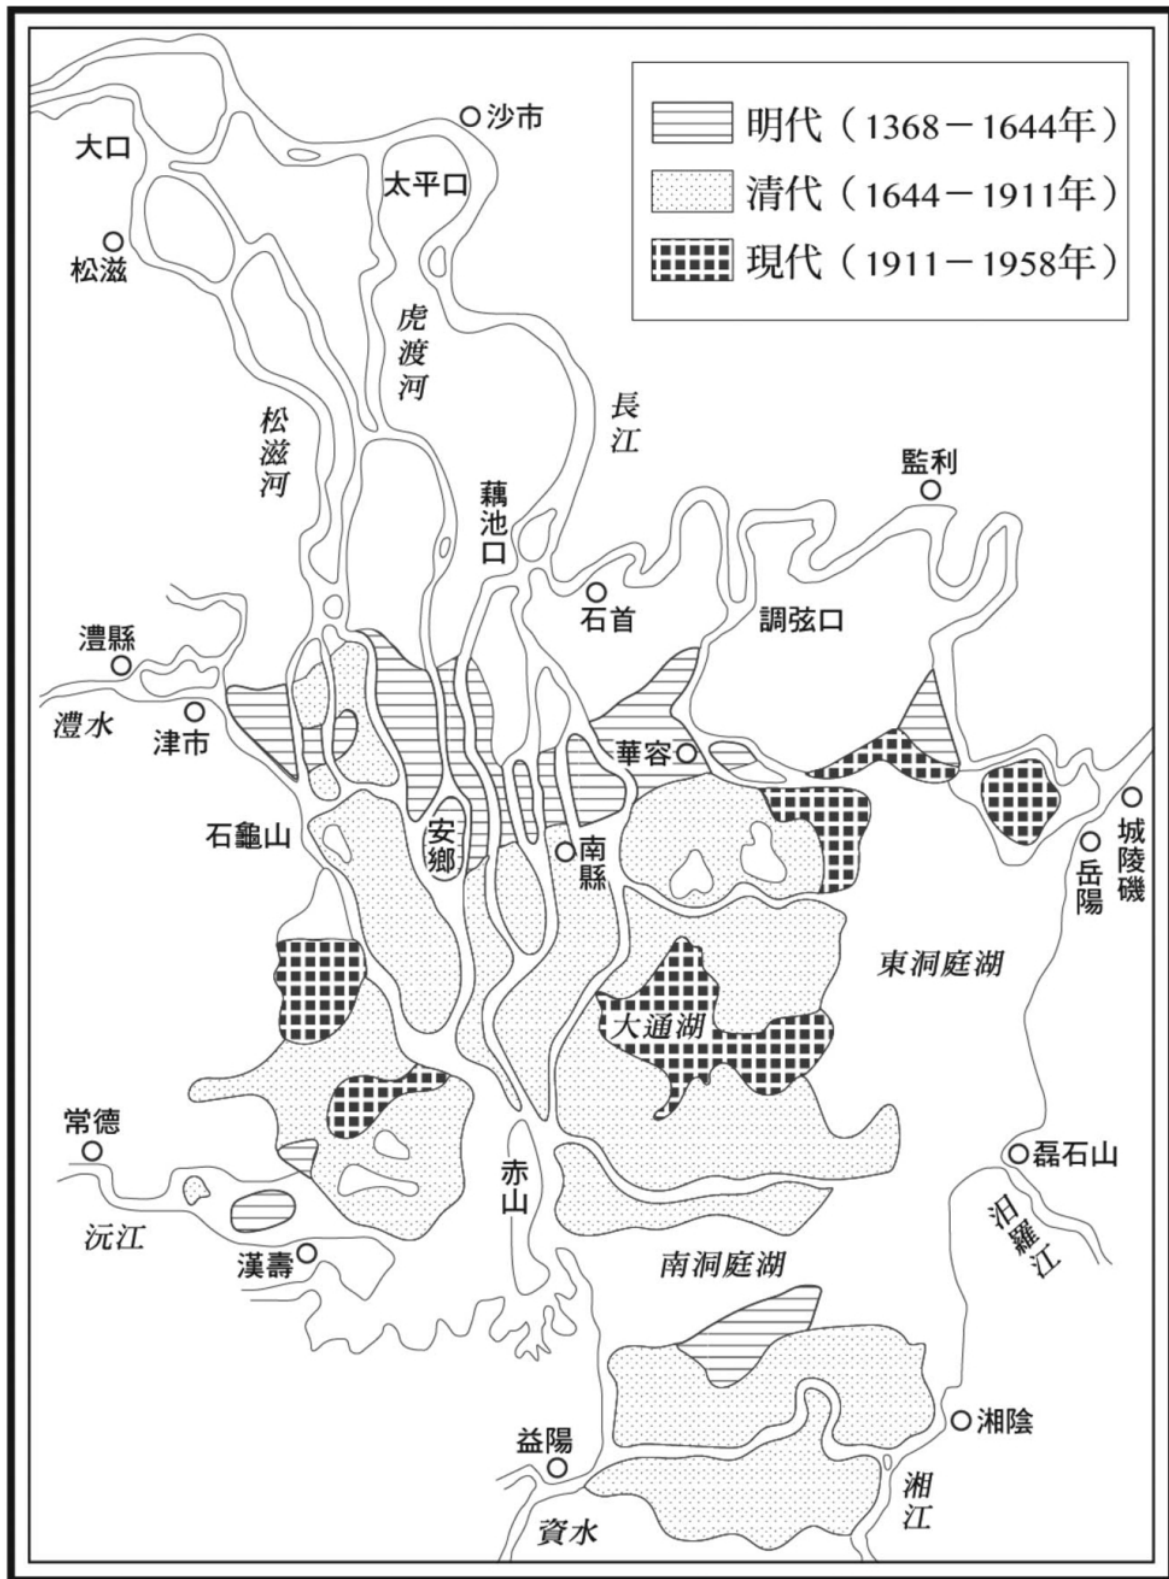 明代（1368－1644年）
清代（1644－1911年）
現代（1911－1958年）
沙市
大口
太平口
松滋
虎渡河
松滋河
長江
監利
藕池口
石首
調弦口
澧縣
澧水
津市
華容
石龜山
安鄉
南縣
城陵磯
岳陽
東洞庭湖
大通湖
常德
赤山
磊石山
沅江
漢壽
汨羅江
南洞庭湖
湘陰
益陽
湘江
資水